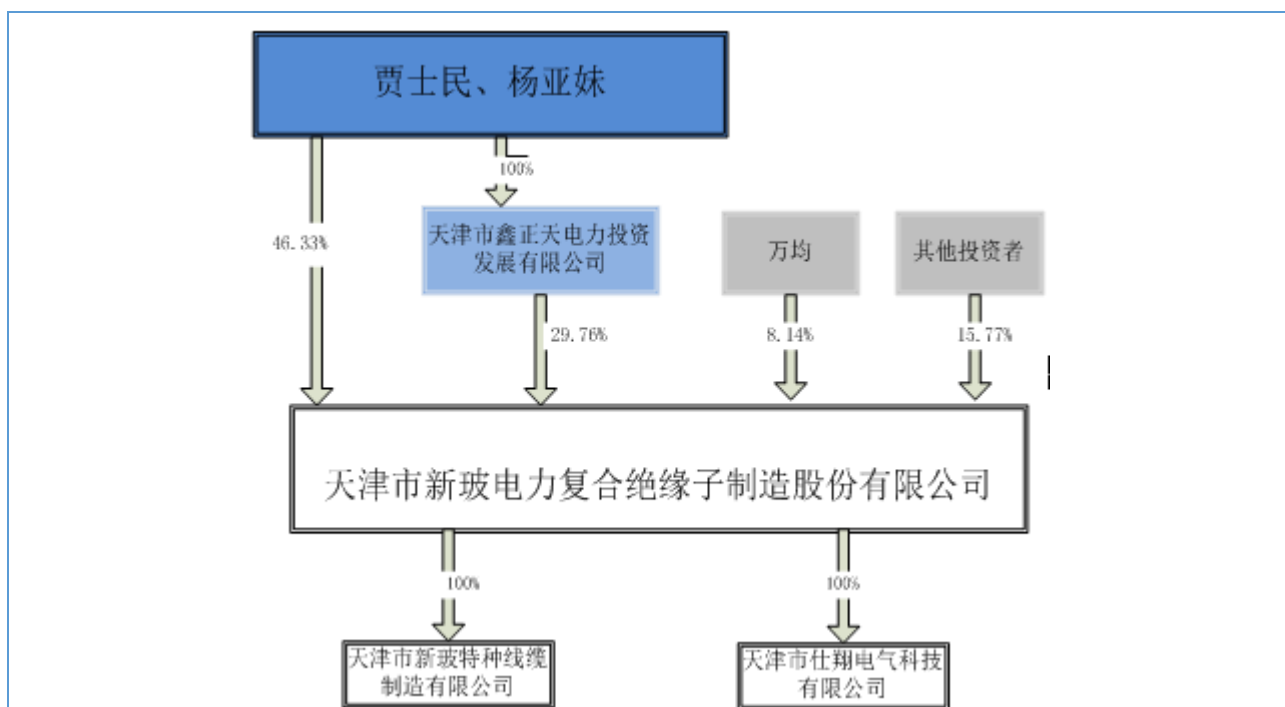 贾士民、杨亚妹
100%
46.33%
天津市鑫正天电力投资
发展有限公司
万均
其他投资者
29.76%
8.14%
15.77%
天津市新玻电力复合绝缘子制造股份有限公司
100%
100%
天津市新玻特种线缆
制造有限公司
天津市仕翔电气科技
有限公司